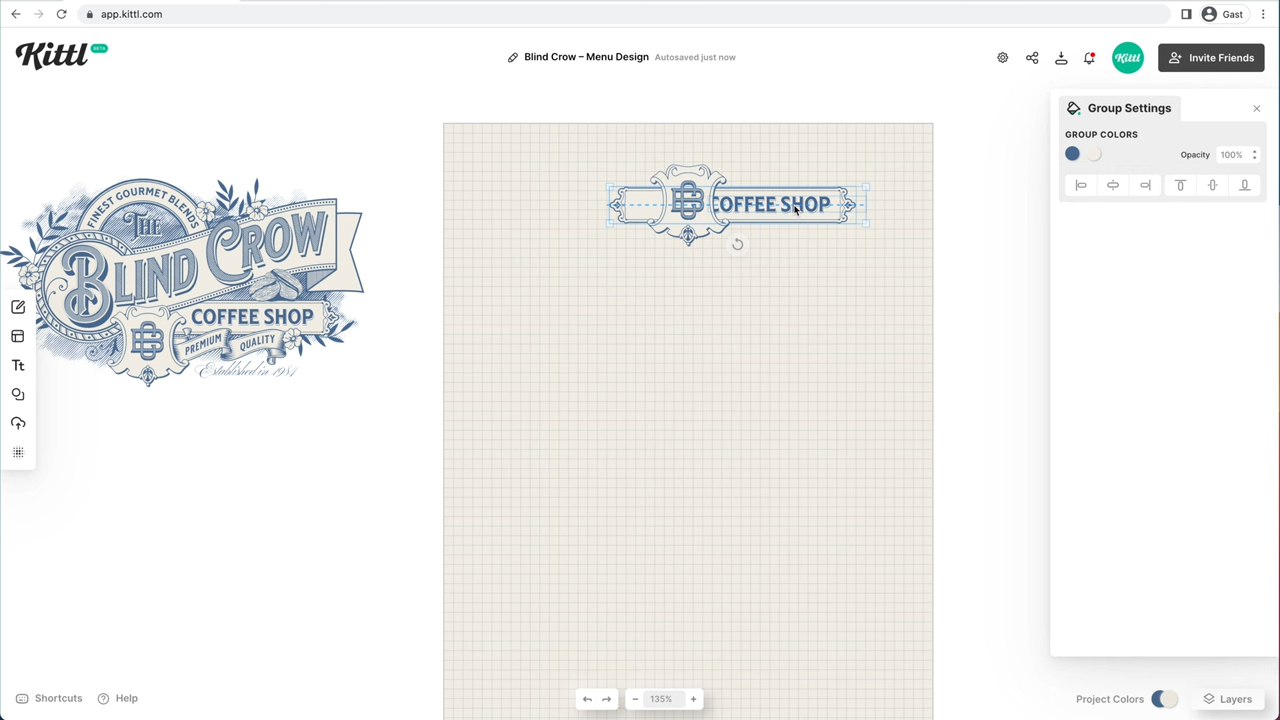 app.kittl.com
Gast
Kittl BETA
Blind Crow – Menu Design Autosaved just now
Kittl
Invite Friends
Group Settings
GROUP COLORS
Opacity 100%
FINEST GOURMET BLENDS
THE
BLIND CROW
COFFEE SHOP
B
PREMIUM QUALITY
Established in 1987
B COFFEE SHOP
Tt
Shortcuts
Help
135%
Project Colors
Layers